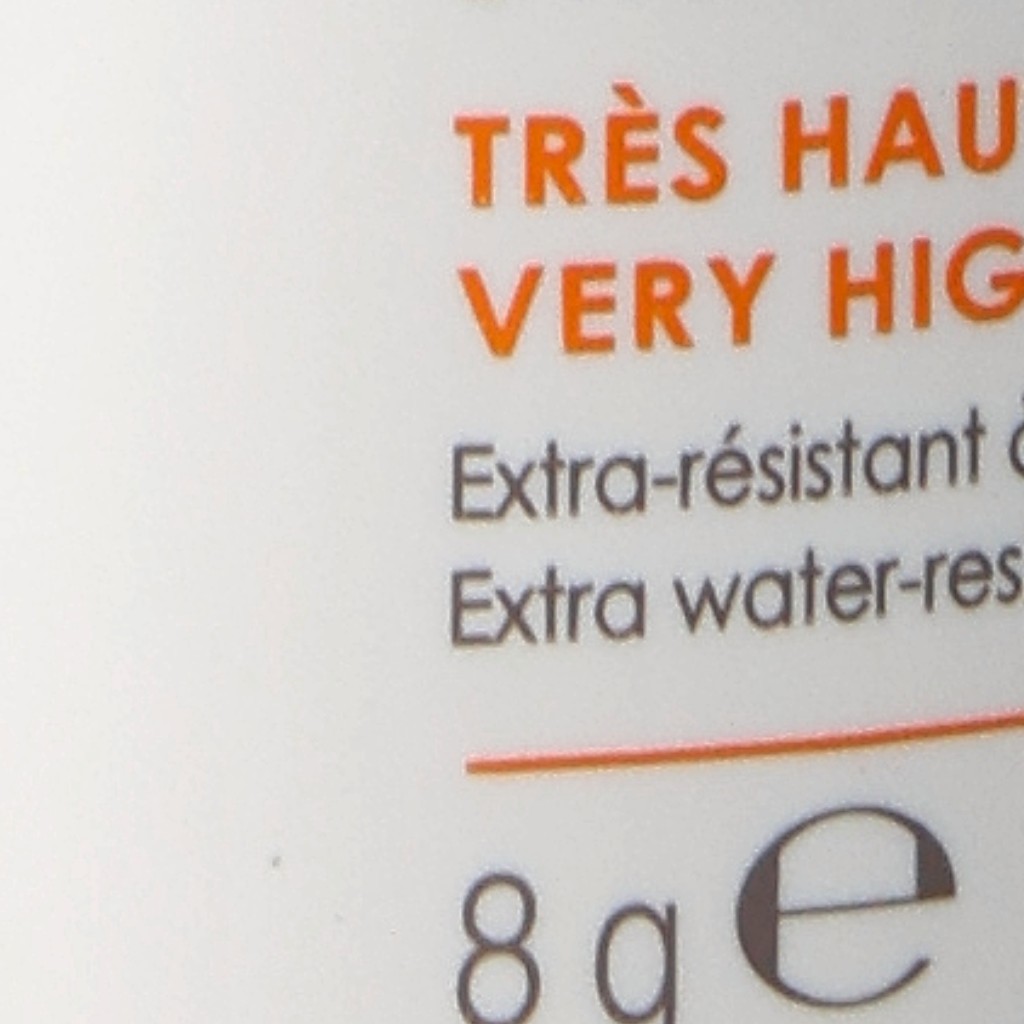 TRÈS HAU
VERY HIG
Extra-résistant
Extra water-res
8 g e